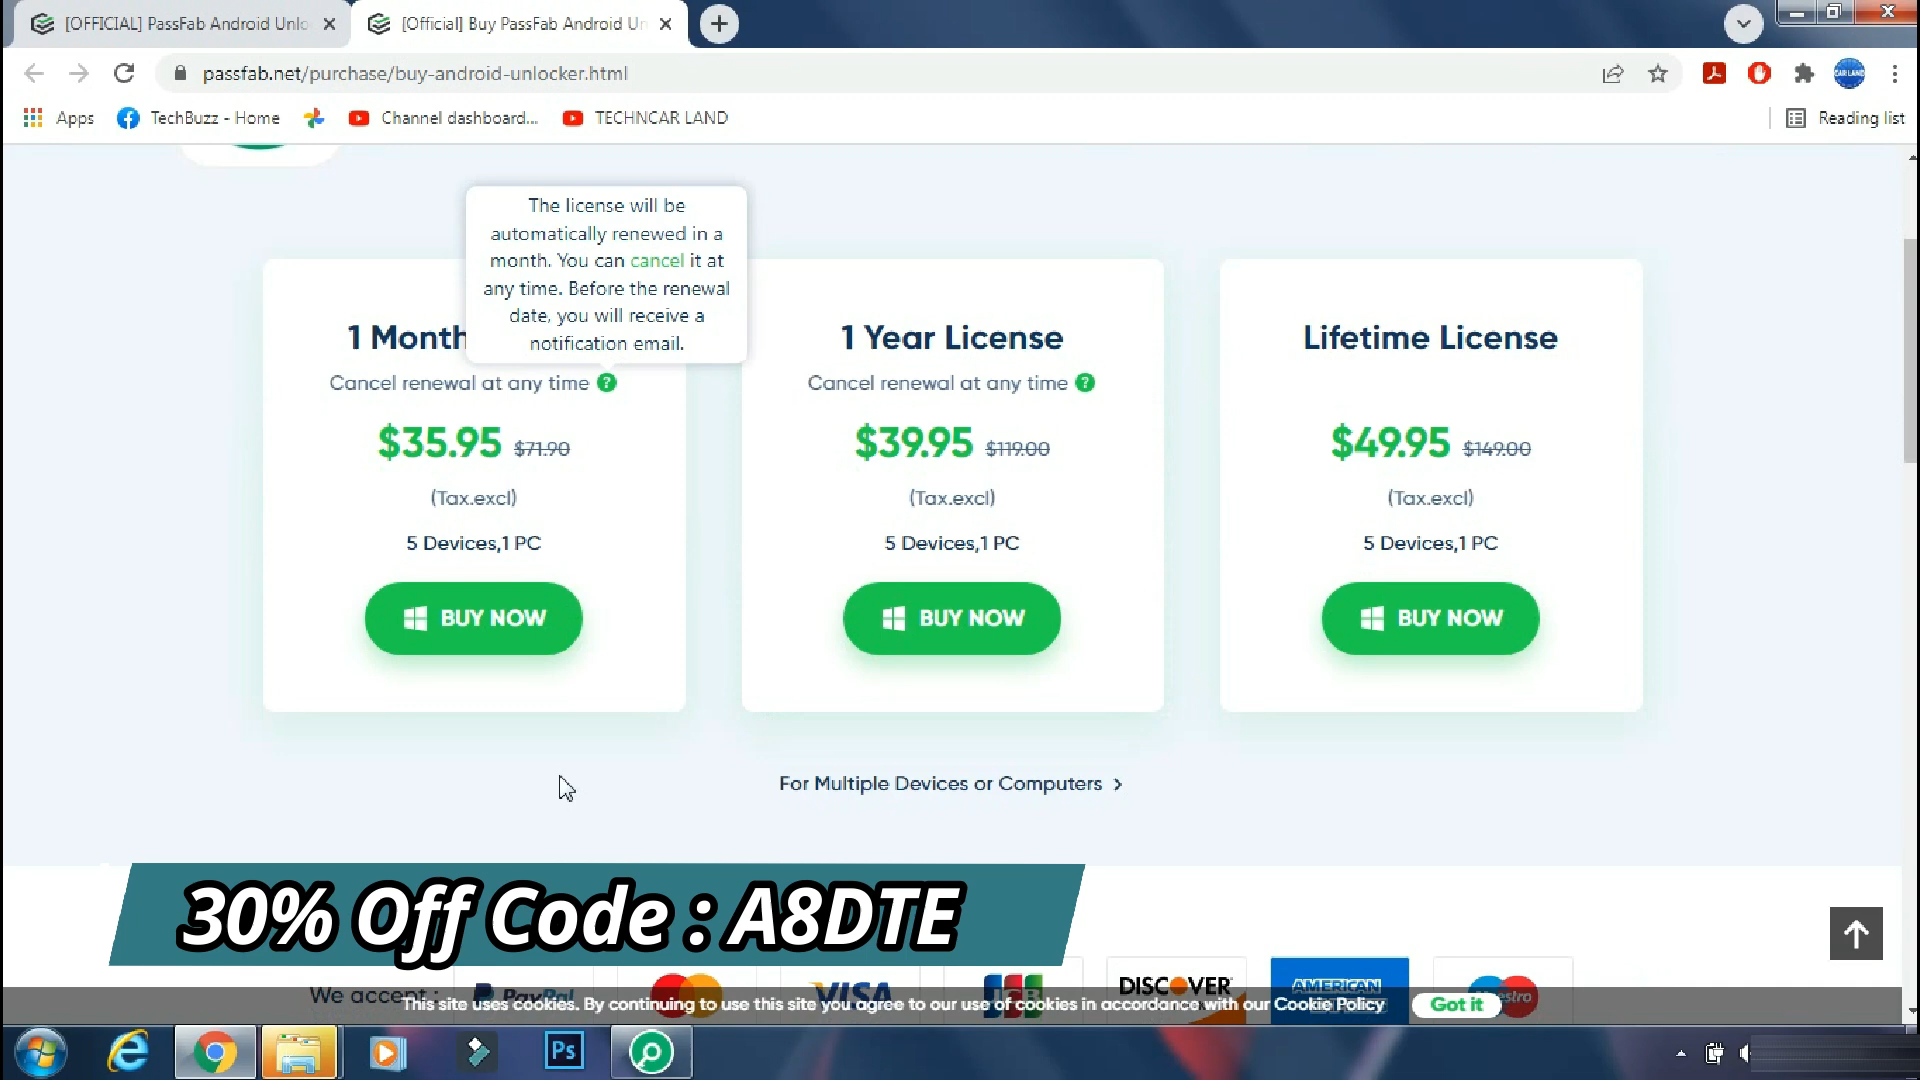 [OFFICIAL] PassFab Android Unlo
[Official] Buy PassFab Android Un
passfab.net/purchase/buy-android-unlocker.html
CAR LAND
Apps
TechBuzz - Home
Channel dashboard...
TECHNCAR LAND
Reading list
The license will be
automatically renewed in a
month. You can cancel it at
any time. Before the renewal
date, you will receive a
notification email.
1 Month
Cancel renewal at any time ?
$35.95 $71.90
(Tax.excl)
5 Devices,1 PC
BUY NOW
1 Year License
Cancel renewal at any time ?
$39.95 $119.00
(Tax.excl)
5 Devices,1 PC
BUY NOW
Lifetime License
$49.95 $149.00
(Tax.excl)
5 Devices,1 PC
BUY NOW
For Multiple Devices or Computers >
30% Off Code : A8DTE
We accept :
PayPal
VISA
JCB
DISCOVER
AMERICAN
This site uses cookies. By continuing to use this site you agree to our use of cookies in accordance with our Cookie Policy
Got it
Ps